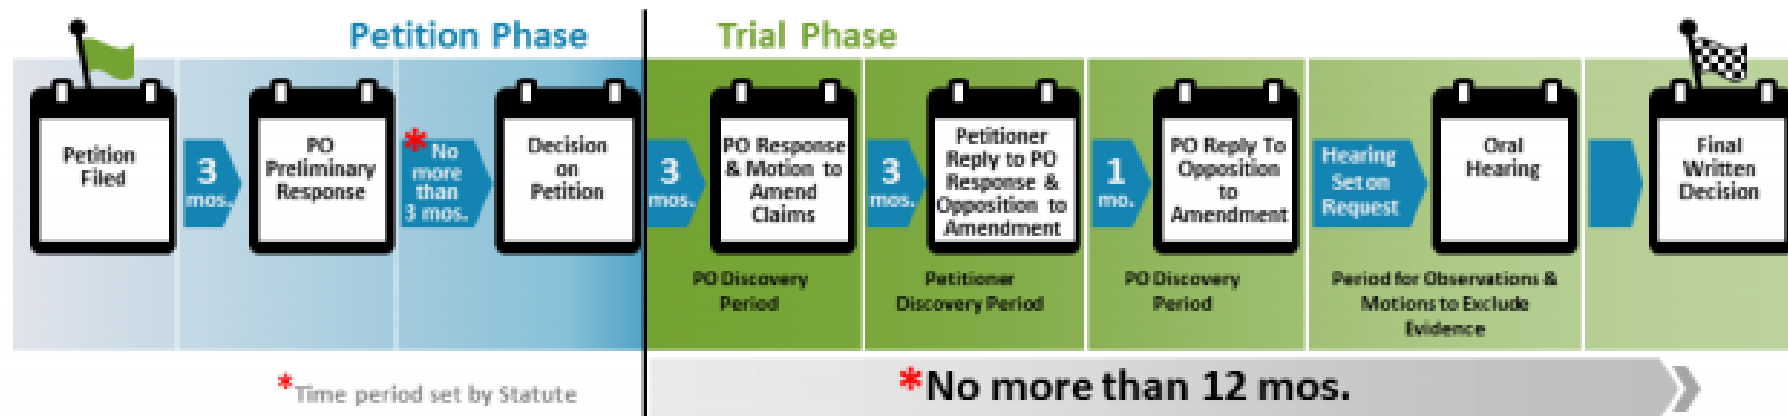 Petition Phase
Trial Phase
Petition
Filed
3
mos.
PO
Preliminary
Response
*No
more
than
3 mos.
Decision
on
Petition
3
mos.
PO Response
& Motion to
Amend
Claims
3
mos.
Petitioner
Reply to PO
Response &
Opposition to
Amendment
1
mo.
PO Reply To
Opposition
to
Amendment
Hearing
Set on
Request
Oral
Hearing
Final
Written
Decision
PO Discovery
Period
Petitioner
Discovery Period
PO Discovery
Period
Period for Observations &
Motions to Exclude
Evidence
*Time period set by Statute
*No more than 12 mos.